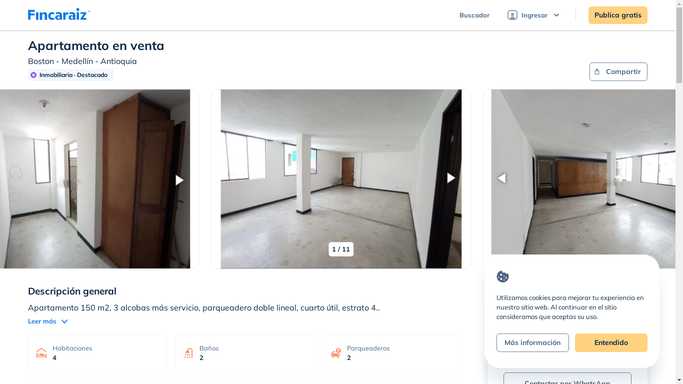 Fincaraiz
Buscador
Ingresar
Publica gratis
Apartamento en venta
Boston - Medellín - Antioquia
Inmobiliaria · Destacado
Compartir
1 / 11
Descripción general
Apartamento 150 m2, 3 alcobas más servicio, parqueadero doble lineal, cuarto útil, estrato 4..
Leer más
Habitaciones
4
Baños
2
Parqueaderos
2
Utilizamos cookies para mejorar tu experiencia en
nuestro sitio web. Al continuar en el sitio
consideramos que aceptas su uso.
Más información
Entendido
Contactar por WhatsApp